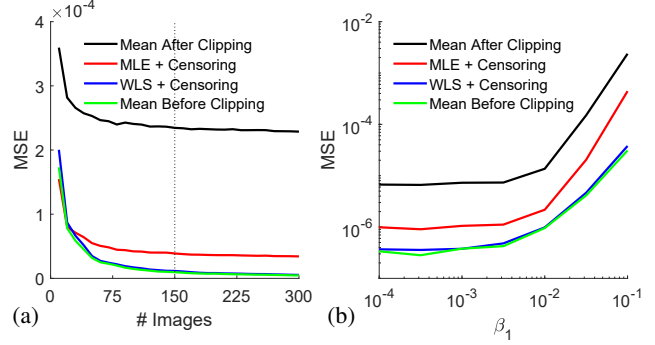 ×10⁻⁴
4
2
0
MSE
Mean After Clipping
MLE + Censoring
WLS + Censoring
Mean Before Clipping
0 75 150 225 300
# Images
(a)
10⁻²
10⁻⁴
10⁻⁶
MSE
Mean After Clipping
MLE + Censoring
WLS + Censoring
Mean Before Clipping
10⁻⁴ 10⁻³ 10⁻² 10⁻¹
β₁
(b)